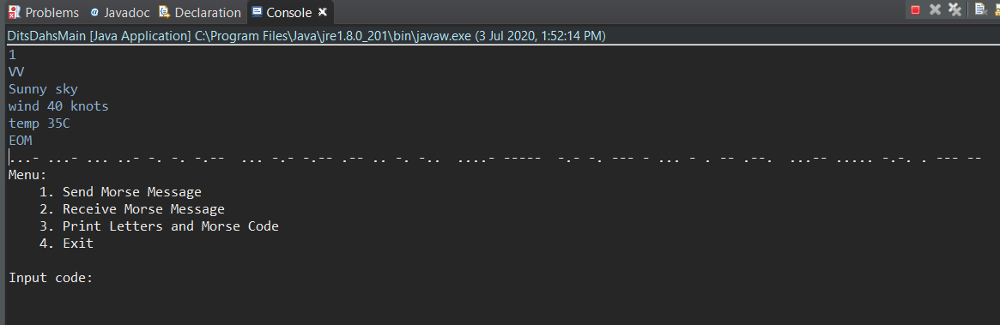 Problems @ Javadoc Declaration Console
DitsDahsMain [Java Application] C:\Program Files\Java\jre1.8.0_201\bin\javaw.exe (3 Jul 2020, 1:52:14 PM)
1
VV
Sunny sky
wind 40 knots
temp 35C
EOM
...- ...- ... ..- -. -. -.--  ... -.- -.-- .-- .. -. -..  ....- -----  -.- -. --- - ... - . -- .--.  ...-- ..... -.-. . --- --
Menu:
    1. Send Morse Message
    2. Receive Morse Message
    3. Print Letters and Morse Code
    4. Exit
Input code: